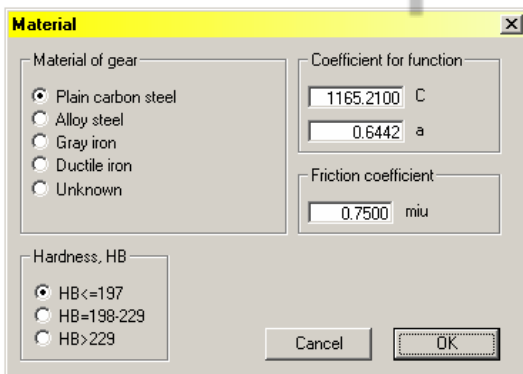 Material
Material of gear
Plain carbon steel
Alloy steel
Gray iron
Ductile iron
Unknown
Coefficient for function
1165.2100 C
0.6442 a
Friction coefficient
0.7500 miu
Hardness, HB
HB<=197
HB=198-229
HB>229
Cancel
OK